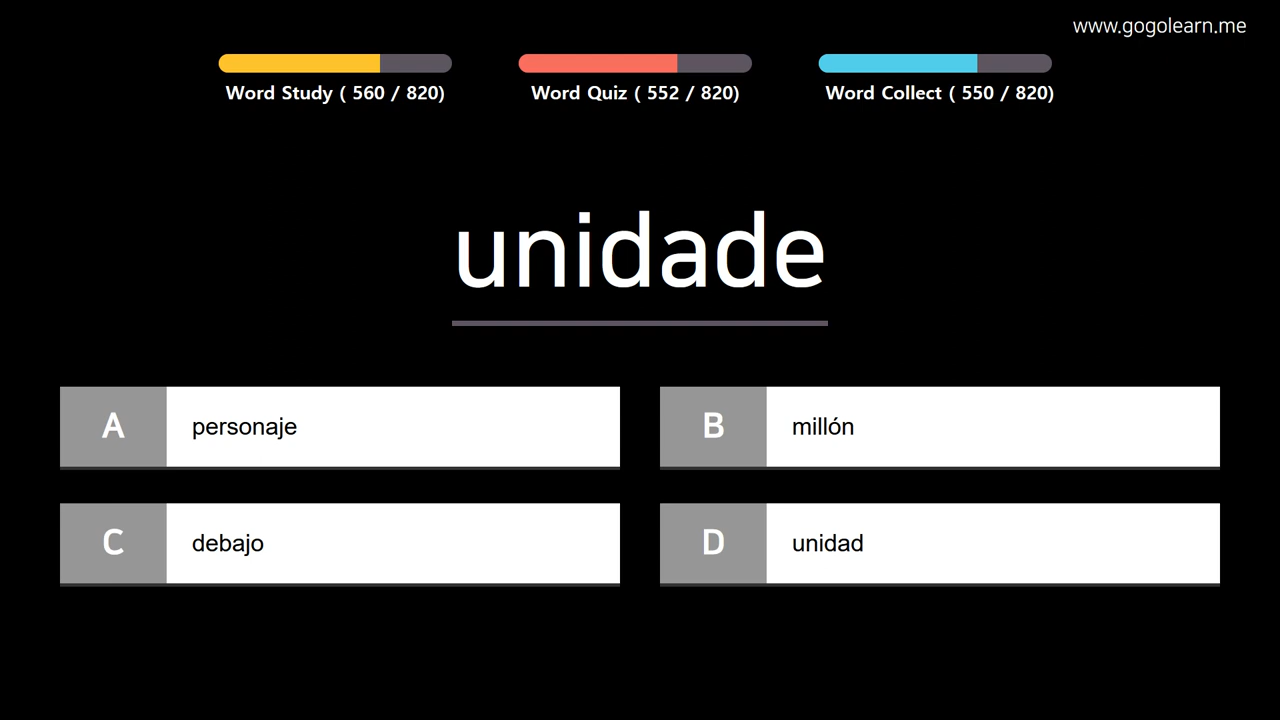 www.gogolearn.me
Word Study ( 560 / 820)
Word Quiz ( 552 / 820)
Word Collect ( 550 / 820)
unidade
A personaje
B millón
C debajo
D unidad